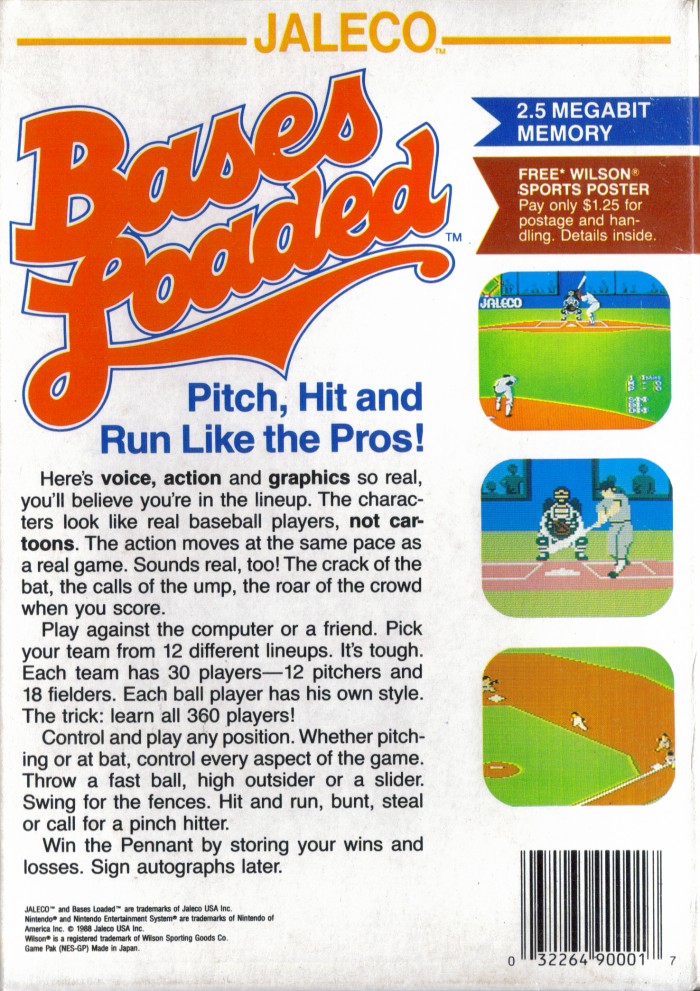 JALECO™
Bases
Loaded™
2.5 MEGABIT
MEMORY
FREE* WILSON®
SPORTS POSTER
Pay only $1.25 for
postage and han-
dling. Details inside.
JALECO
Pitch, Hit and
Run Like the Pros!
Here's voice, action and graphics so real,
you'll believe you're in the lineup. The charac-
ters look like real baseball players, not car-
toons. The action moves at the same pace as
a real game. Sounds real, too! The crack of the
bat, the calls of the ump, the roar of the crowd
when you score.
Play against the computer or a friend. Pick
your team from 12 different lineups. It's tough.
Each team has 30 players—12 pitchers and
18 fielders. Each ball player has his own style.
The trick: learn all 360 players!
Control and play any position. Whether pitch-
ing or at bat, control every aspect of the game.
Throw a fast ball, high outsider or a slider.
Swing for the fences. Hit and run, bunt, steal
or call for a pinch hitter.
Win the Pennant by storing your wins and
losses. Sign autographs later.
JALECO™ and Bases Loaded™ are trademarks of Jaleco USA Inc.
Nintendo® and Nintendo Entertainment System® are trademarks of Nintendo of
America Inc. © 1988 Jaleco USA Inc.
Wilson® is a registered trademark of Wilson Sporting Goods Co.
Game Pak (NES-GP) Made in Japan.
0 32264 90001 7